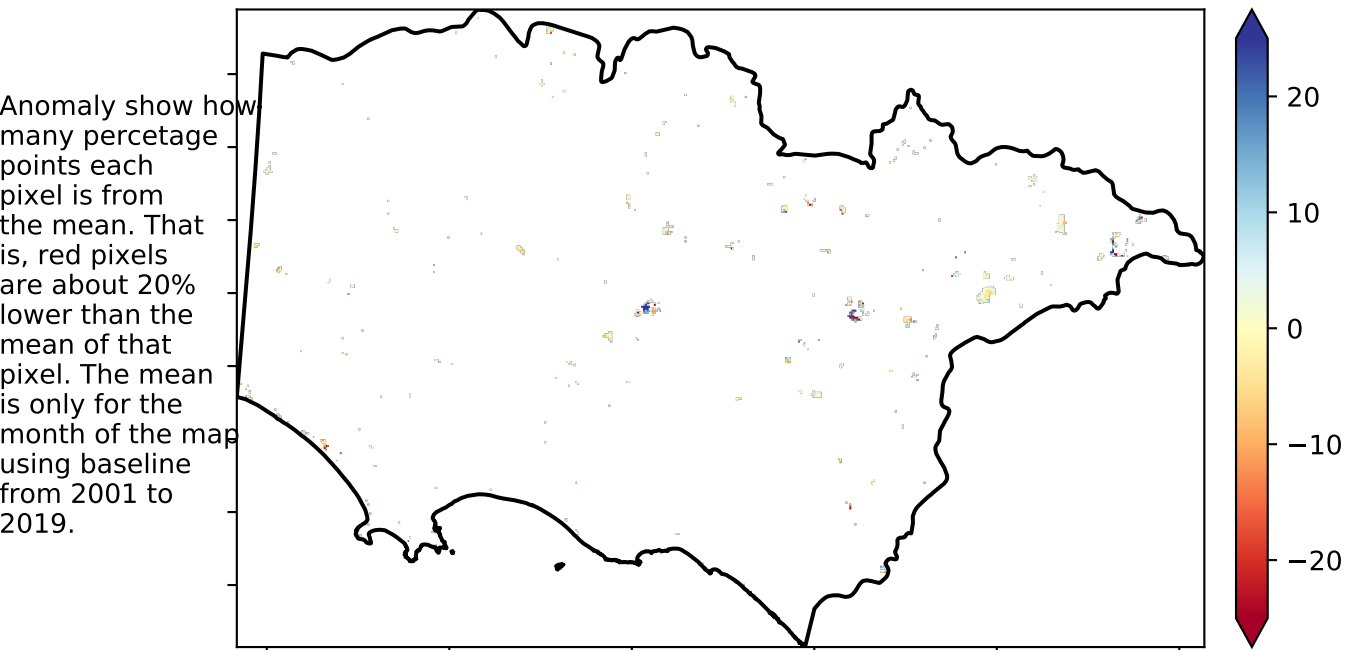 Anomaly show how
many percetage
points each
pixel is from
the mean. That
is, red pixels
are about 20%
lower than the
mean of that
pixel. The mean
is only for the
month of the map
using baseline
from 2001 to
2019.
20
10
0
−10
−20